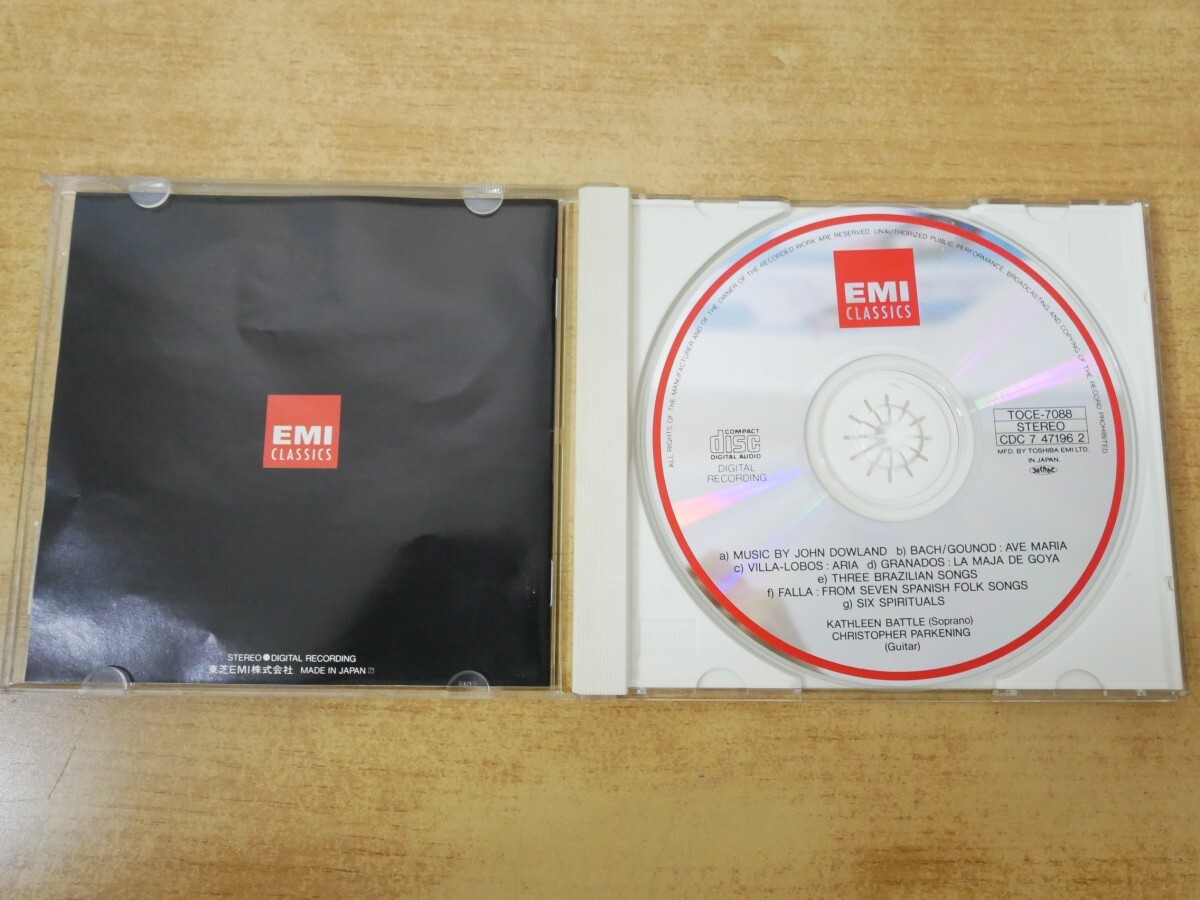 EMI
CLASSICS
STEREO●DIGITAL RECORDING
東芝EMI株式会社 MADE IN JAPAN
ALL RIGHTS OF THE MANUFACTURER AND OF THE OWNER OF THE RECORDED WORK ARE RESERVED. UNAUTHORIZED PUBLIC PERFORMANCE, BROADCASTING AND COPYING OF THE RECORD PROHIBITED
EMI
CLASSICS
COMPACT
disc
DIGITAL AUDIO
DIGITAL
RECORDING
TOCE-7088
STEREO
CDC 7 47196 2
MFD. BY TOSHIBA EMI LTD.
IN JAPAN.
a) MUSIC BY JOHN DOWLAND b) BACH/GOUNOD : AVE MARIA
c) VILLA-LOBOS : ARIA d) GRANADOS : LA MAJA DE GOYA
e) THREE BRAZILIAN SONGS
f) FALLA : FROM SEVEN SPANISH FOLK SONGS
g) SIX SPIRITUALS
KATHLEEN BATTLE (Soprano)
CHRISTOPHER PARKENING
(Guitar)